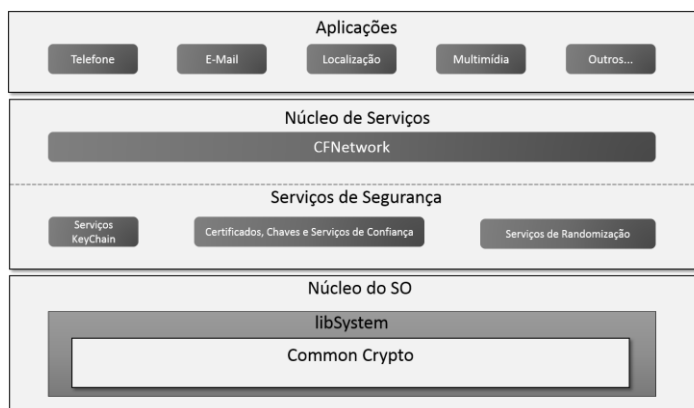 Aplicações
Telefone
E-Mail
Localização
Multimídia
Outros...
Núcleo de Serviços
CFNetwork
Serviços de Segurança
Serviços
KeyChain
Certificados, Chaves e Serviços de Confiança
Serviços de Randomização
Núcleo do SO
libSystem
Common Crypto